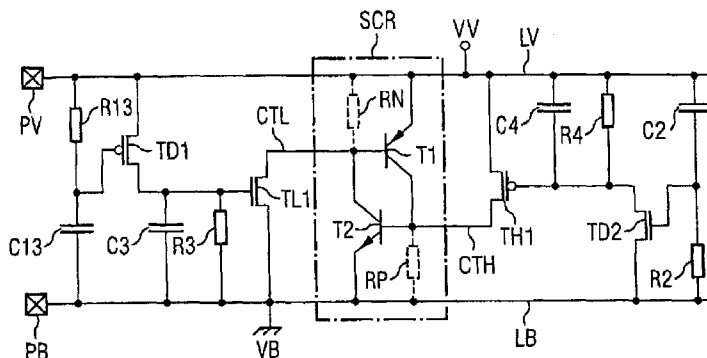 SCR
VV
LV
PV
R13
TD1
CTL
RN
T1
C4
R4
C2
C13
C3
R3
TL1
T2
RP
CTH
TH1
TD2
R2
PB
VB
LB